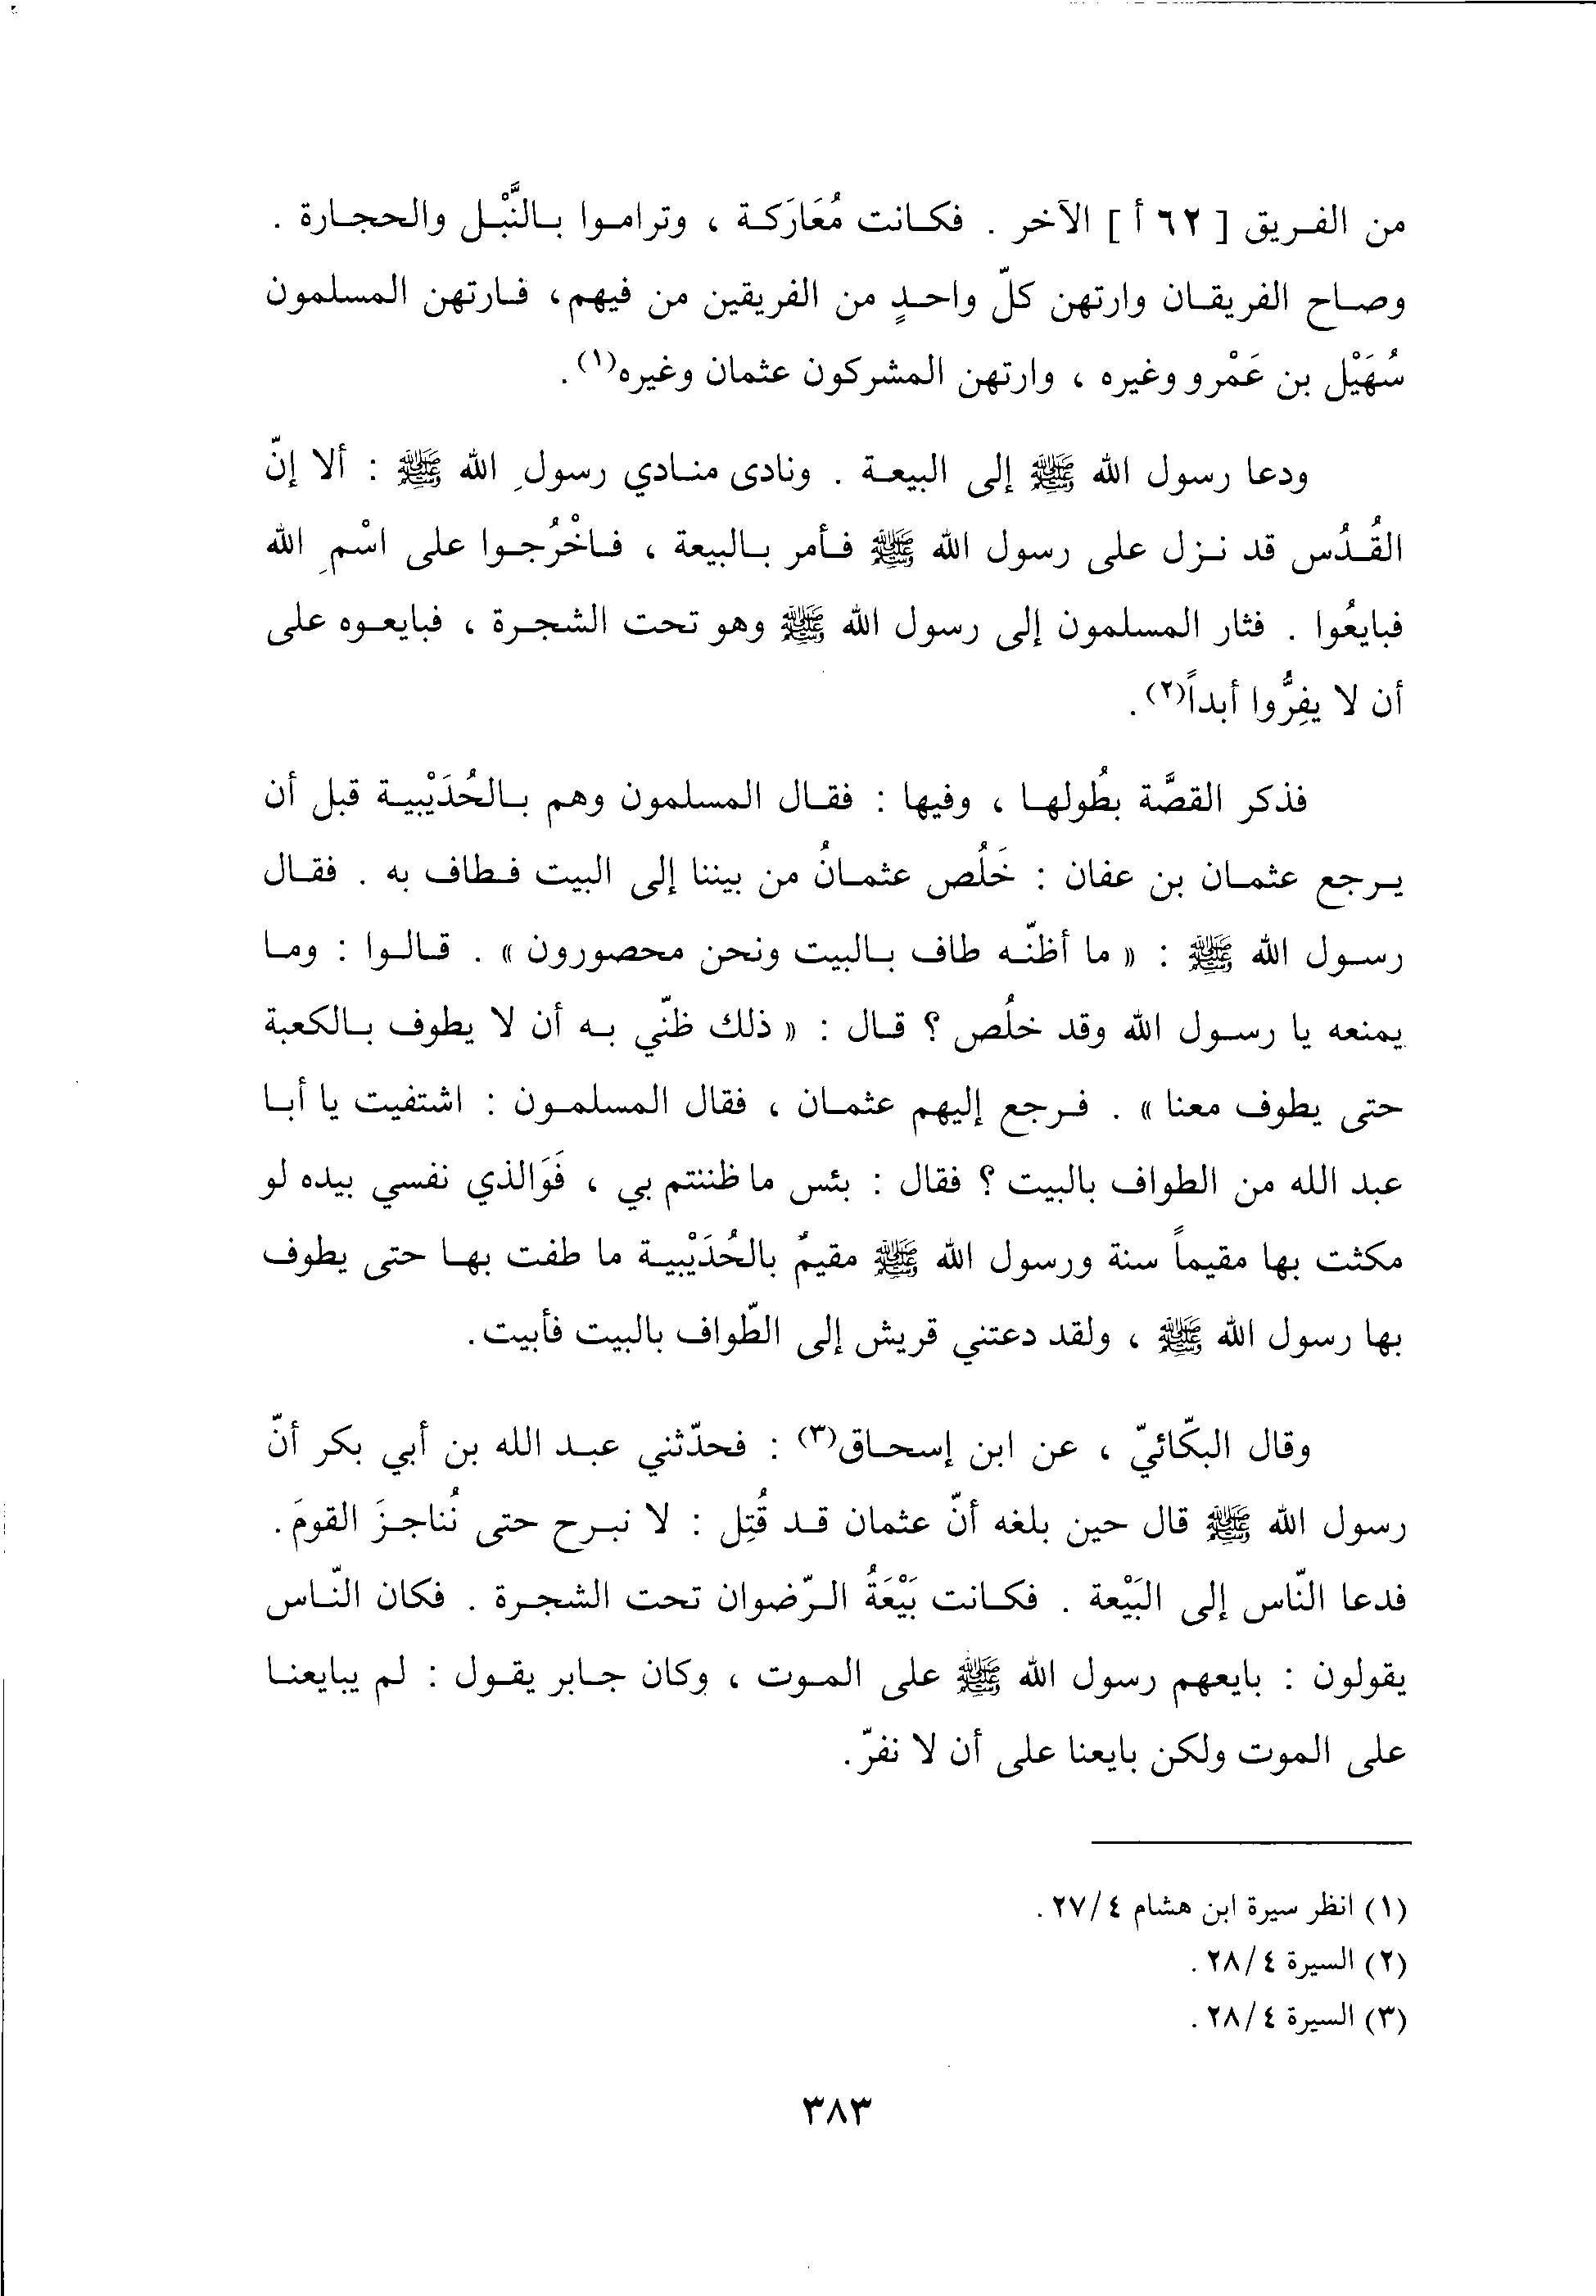 من الفريق [ ٦٢ أ ] الآخر . فكانت مُعَارَكة ، وتراموا بالنَّبْل والحجارة .
وصاح الفريقان وارتهن كلّ واحدٍ من الفريقين من فيهم، فارتهن المسلمون
سُهَيْل بن عَمْرو وغيره ، وارتهن المشركون عثمان وغيره(١).
ودعا رسول الله ﷺ إلى البيعة . ونادى منادي رسولِ الله ﷺ : ألا إنّ
القُدُس قد نزل على رسول الله ﷺ فأمر بالبيعة ، فاخْرُجوا على اسْمِ الله
فبايعُوا . فثار المسلمون إلى رسول الله ﷺ وهو تحت الشجرة ، فبايعوه على
أن لا يفِرُّوا أبداً(٢).
فذكر القصَّة بطُولها ، وفيها : فقال المسلمون وهم بالحُدَيْبية قبل أن
يرجع عثمان بن عفان : خَلُص عثمانُ من بيننا إلى البيت فطاف به . فقال
رسول الله ﷺ : « ما أظنّه طاف بالبيت ونحن محصورون » . قالوا : وما
يمنعه يا رسول الله وقد خلُص ؟ قال : « ذلك ظنّي به أن لا يطوف بالكعبة
حتى يطوف معنا » . فرجع إليهم عثمان ، فقال المسلمون : اشتفيت يا أبا
عبد الله من الطواف بالبيت ؟ فقال : بئس ما ظننتم بي ، فَوَالذي نفسي بيده لو
مكثت بها مقيماً سنة ورسول الله ﷺ مقيمٌ بالحُدَيْبية ما طفت بها حتى يطوف
بها رسول الله ﷺ ، ولقد دعتني قريش إلى الطّواف بالبيت فأبيت.
وقال البكّائيّ ، عن ابن إسحاق(٣) : فحدّثني عبد الله بن أبي بكر أنّ
رسول الله ﷺ قال حين بلغه أنّ عثمان قد قُتِل : لا نبرح حتى نُناجزَ القومَ.
فدعا النّاس إلى البَيْعة . فكانت بَيْعَةُ الرّضوان تحت الشجرة . فكان النّاس
يقولون : بايعهم رسول الله ﷺ على الموت ، وكان جابر يقول : لم يبايعنا
على الموت ولكن بايعنا على أن لا نفرّ.
(١) انظر سيرة ابن هشام ٤/ ٢٧ .
(٢) السيرة ٤/ ٢٨ .
(٣) السيرة ٤/ ٢٨ .
٣٨٣